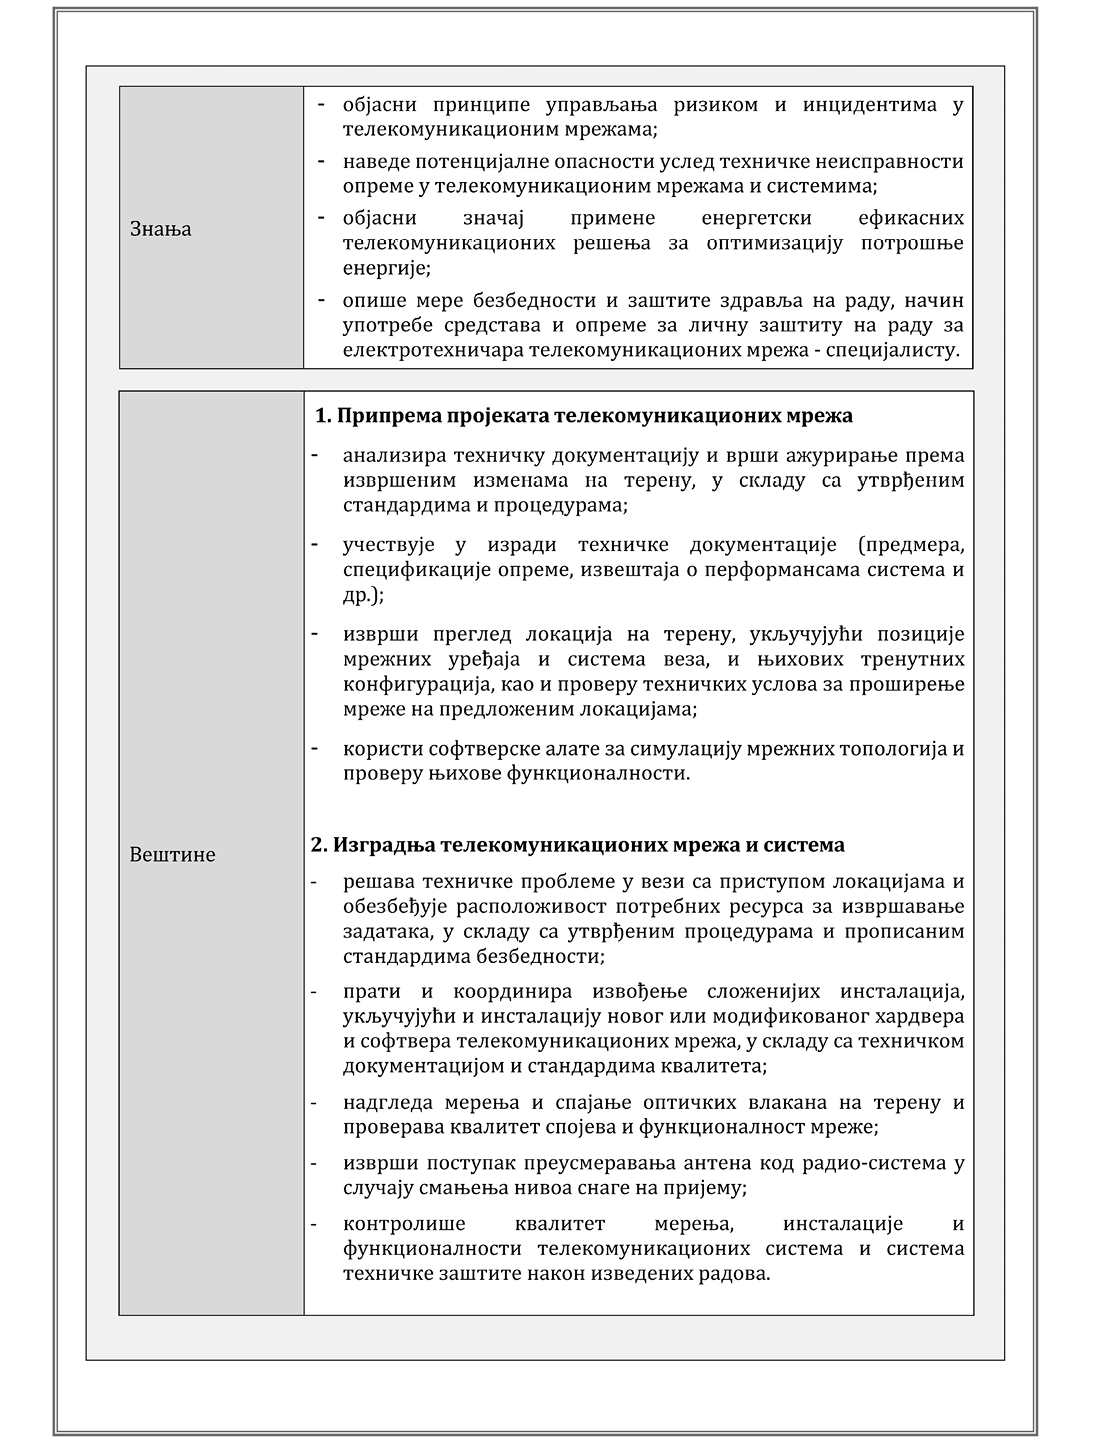 Знања
- објасни принципе управљања ризиком и инцидентима у
телекомуникационим мрежама;
- наведе потенцијалне опасности услед техничке неисправности
опреме у телекомуникационим мрежама и системима;
- објасни значај примене енергетски ефикасних
телекомуникационих решења за оптимизацију потрошње
енергије;
- опише мере безбедности и заштите здравља на раду, начин
употребе средстава и опреме за личну заштиту на раду за
електротехничара телекомуникационих мрежа - специјалисту.
Вештине
1. Припрема пројеката телекомуникационих мрежа
- анализира техничку документацију и врши ажурирање према
извршеним изменама на терену, у складу са утврђеним
стандардима и процедурама;
- учествује у изради техничке документације (предмера,
спецификације опреме, извештаја о перформансама система и
др.);
- изврши преглед локација на терену, укључујући позиције
мрежних уређаја и система веза, и њихових тренутних
конфигурација, као и проверу техничких услова за проширење
мреже на предложеним локацијама;
- користи софтверске алате за симулацију мрежних топологија и
проверу њихове функционалности.
2. Изградња телекомуникационих мрежа и система
- решава техничке проблеме у вези са приступом локацијама и
обезбеђује расположивост потребних ресурса за извршавање
задатака, у складу са утврђеним процедурама и прописаним
стандардима безбедности;
- прати и координира извођење сложенијих инсталација,
укључујући и инсталацију новог или модификованог хардвера
и софтвера телекомуникационих мрежа, у складу са техничком
документацијом и стандардима квалитета;
- надгледа мерења и спајање оптичких влакана на терену и
проверава квалитет спојева и функционалност мреже;
- изврши поступак преусмеравања антена код радио-система у
случају смањења нивоа снаге на пријему;
- контролише квалитет мерења, инсталације и
функционалности телекомуникационих система и система
техничке заштите након изведених радова.